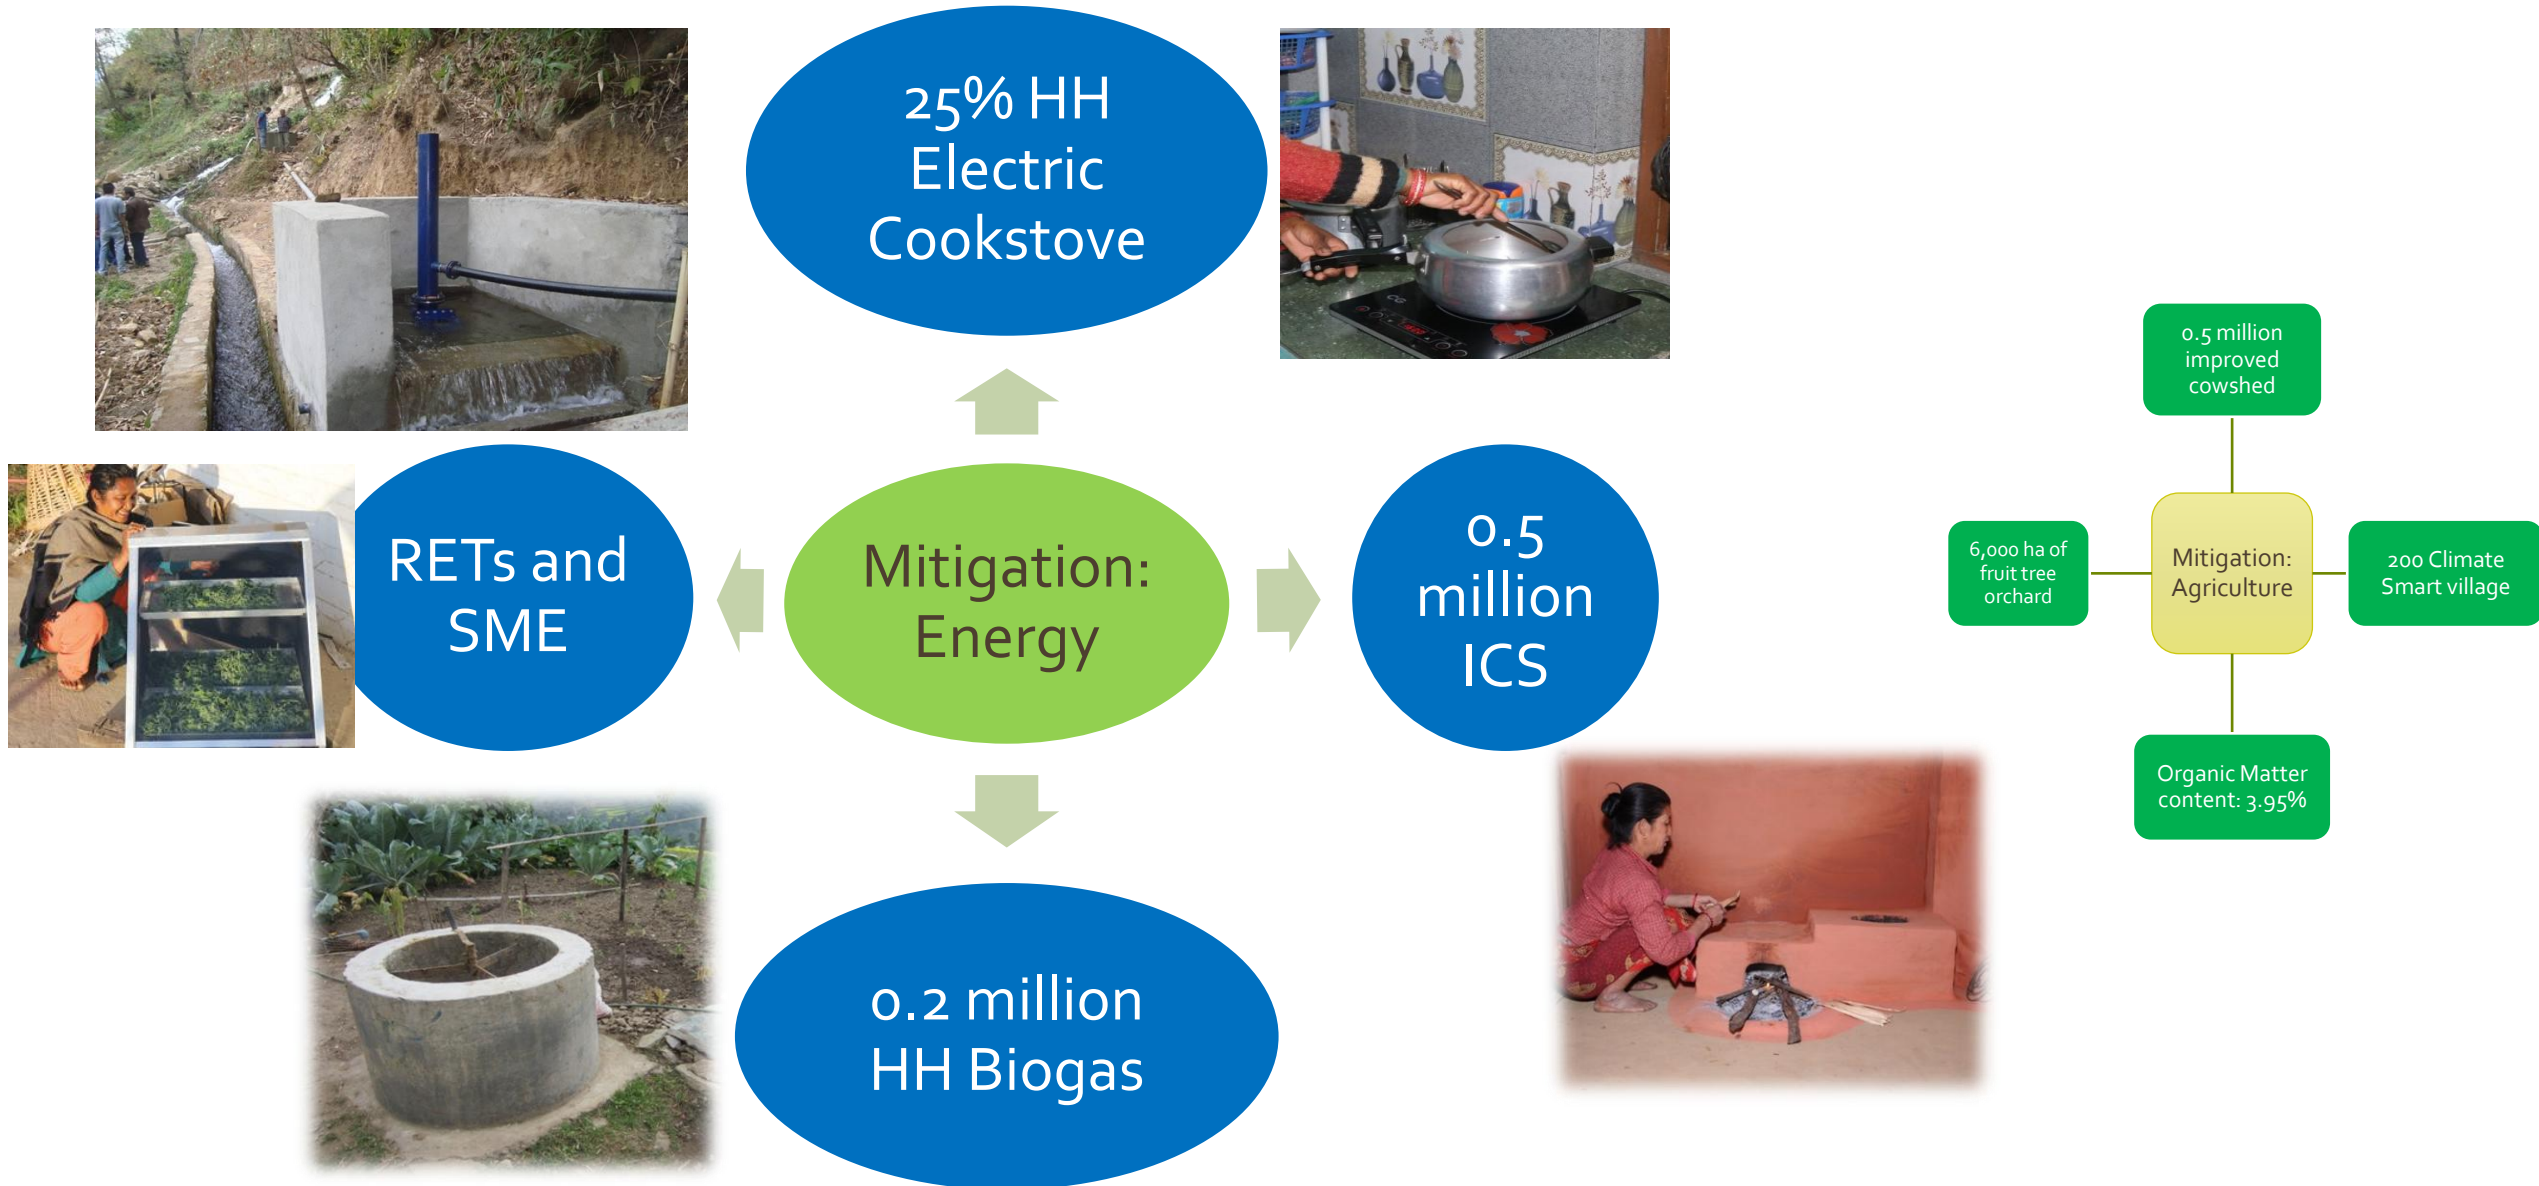 25% HH
Electric
Cookstove
RETs and
SME
Mitigation:
Energy
0.5
million
ICS
0.2 million
HH Biogas
0.5 million
improved
cowshed
6,000 ha of
fruit tree
orchard
Mitigation:
Agriculture
200 Climate
Smart village
Organic Matter
content: 3.95%